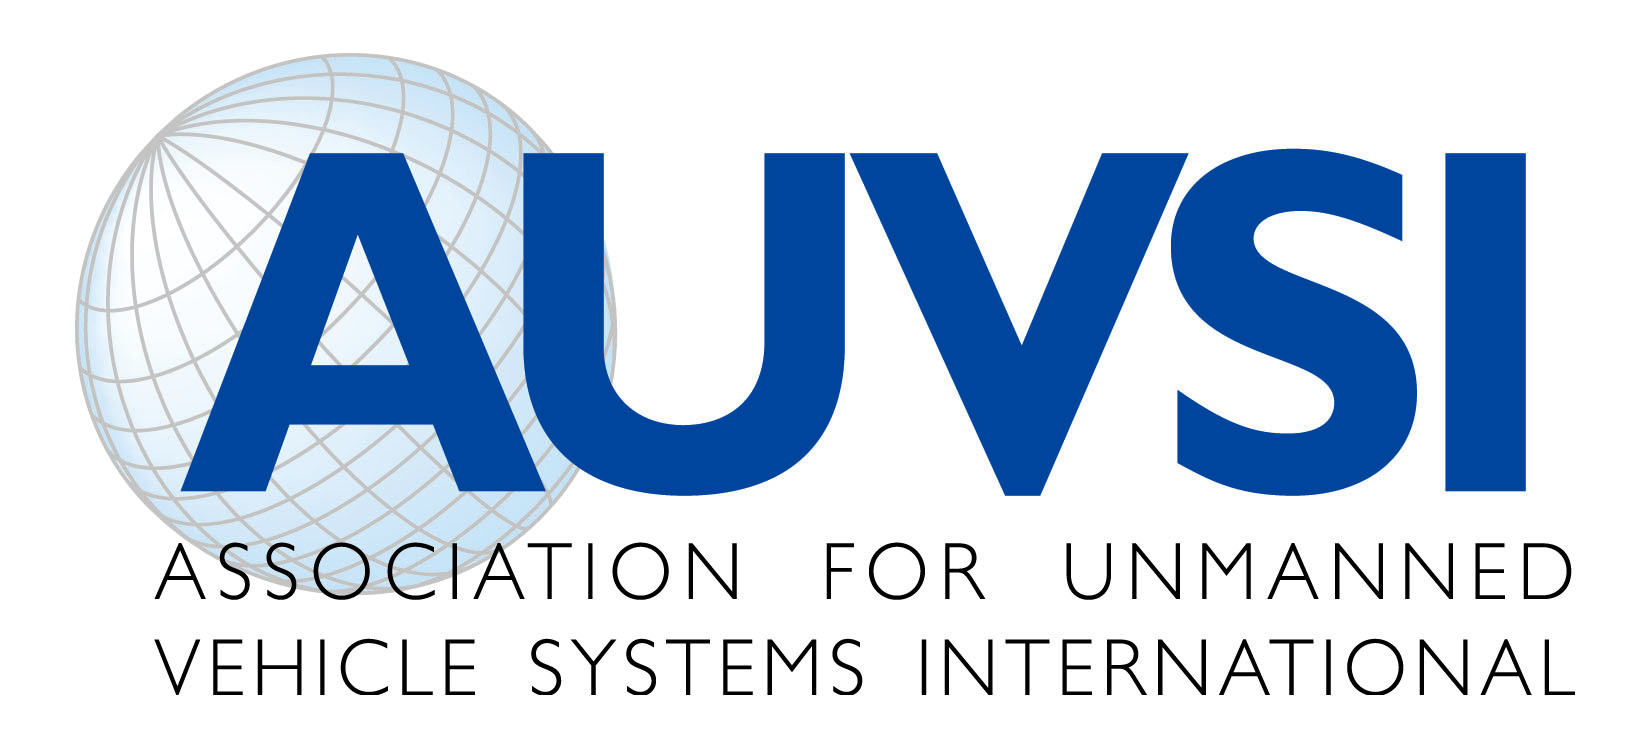 AUVSI
ASSOCIATION FOR UNMANNED
VEHICLE SYSTEMS INTERNATIONAL